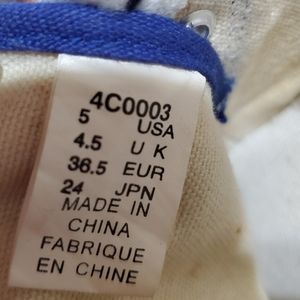 4C0003
5 USA
4.5 U K
36.5 EUR
24 JPN
MADE IN
CHINA
FABRIQUE
EN CHINE